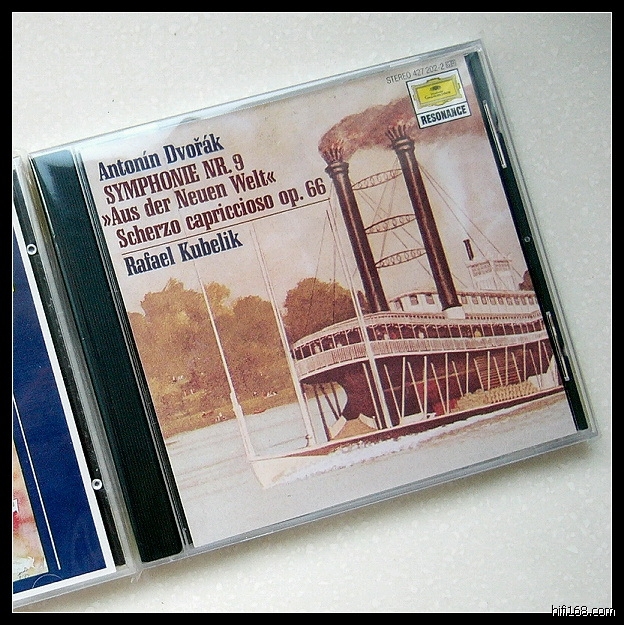 STEREO 427 202-2
RESONANCE
Antonín Dvořák
SYMPHONIE NR. 9
»Aus der Neuen Welt«
Scherzo capriccioso op. 66
Rafael Kubelik
hifi168.com